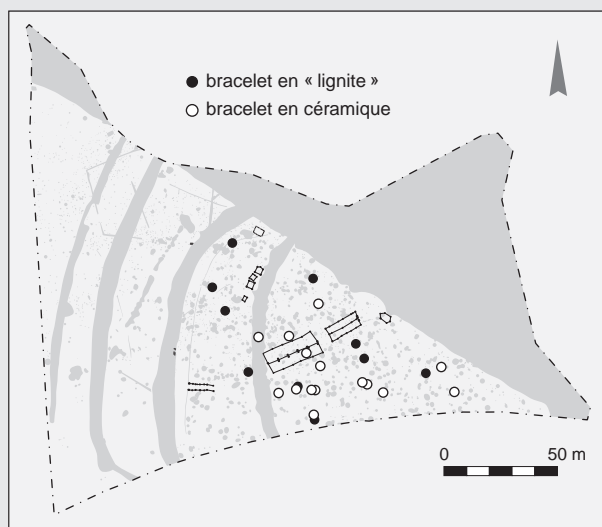 bracelet en « lignite »
bracelet en céramique
0 50 m